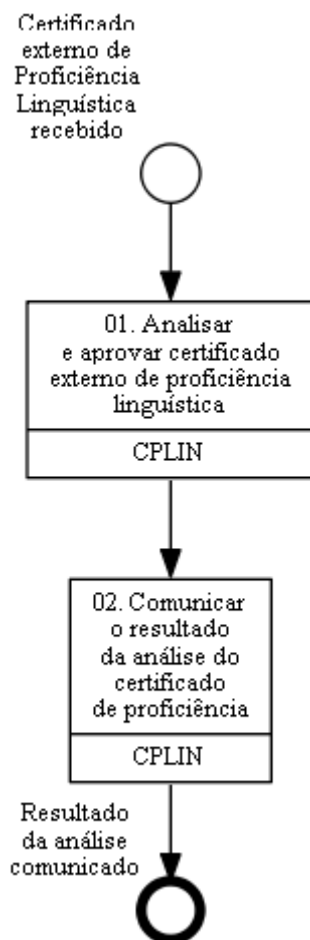 Certificado
externo de
Proficiência
Linguística
recebido
01. Analisar
e aprovar certificado
externo de proficiência
linguística
CPLIN
02. Comunicar
o resultado
da análise do
certificado
de proficiência
CPLIN
Resultado
da análise
comunicado